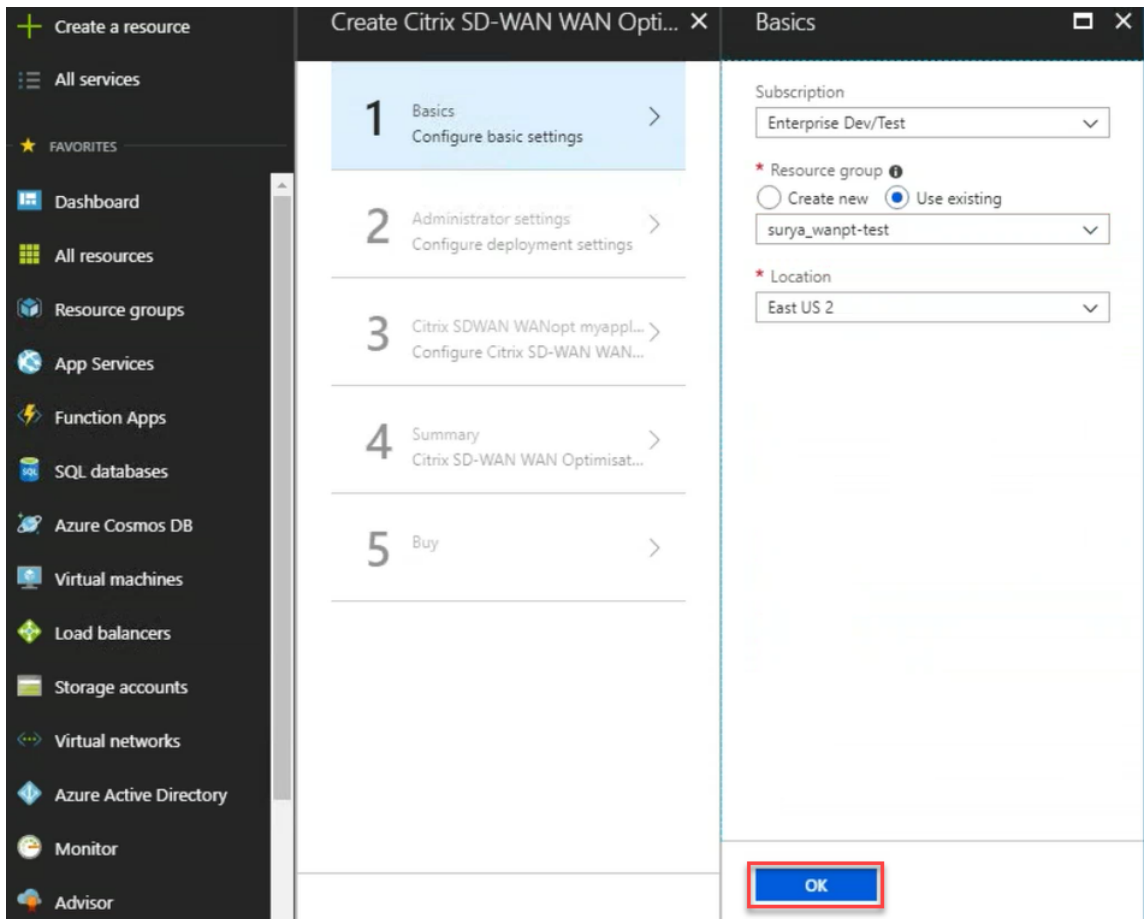 Create a resource
All services
FAVORITES
Dashboard
All resources
Resource groups
App Services
Function Apps
SQL databases
Azure Cosmos DB
Virtual machines
Load balancers
Storage accounts
Virtual networks
Azure Active Directory
Monitor
Advisor
Create Citrix SD-WAN WAN Opti...
1
Basics
Configure basic settings
2
Administrator settings
Configure deployment settings
3
Citrix SDWAN WANopt myappl...
Configure Citrix SD-WAN WAN...
4
Summary
Citrix SD-WAN WAN Optimisat...
5
Buy
Basics
Subscription
Enterprise Dev/Test
* Resource group
Create new Use existing
surya_wanpt-test
* Location
East US 2
OK